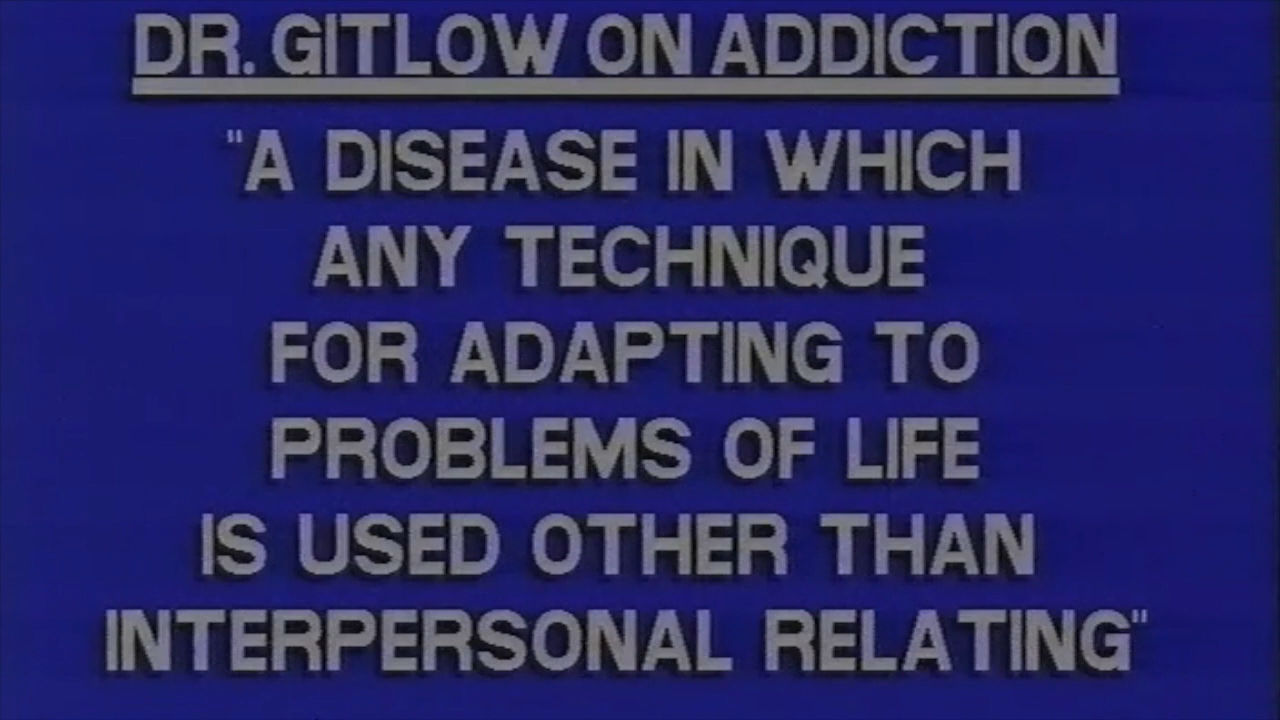 DR. GITLOW ON ADDICTION
"A DISEASE IN WHICH
ANY TECHNIQUE
FOR ADAPTING TO
PROBLEMS OF LIFE
IS USED OTHER THAN
INTERPERSONAL RELATING"